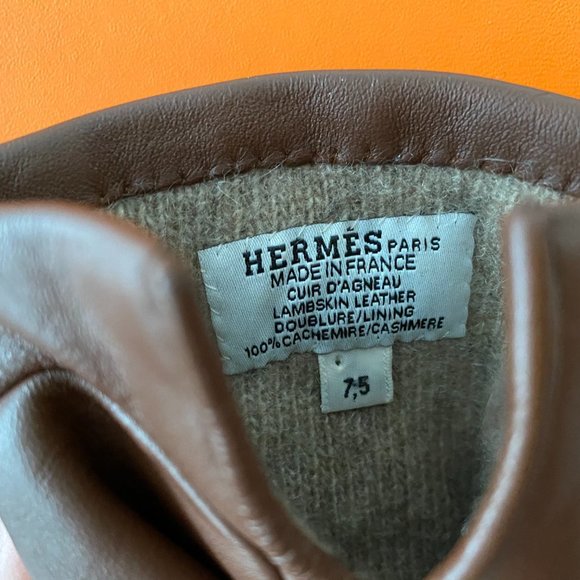 HERMÈS PARIS
MADE IN FRANCE
CUIR D'AGNEAU
LAMBSKIN LEATHER
DOUBLURE/LINING
100% CACHEMIRE/CASHMERE
7,5